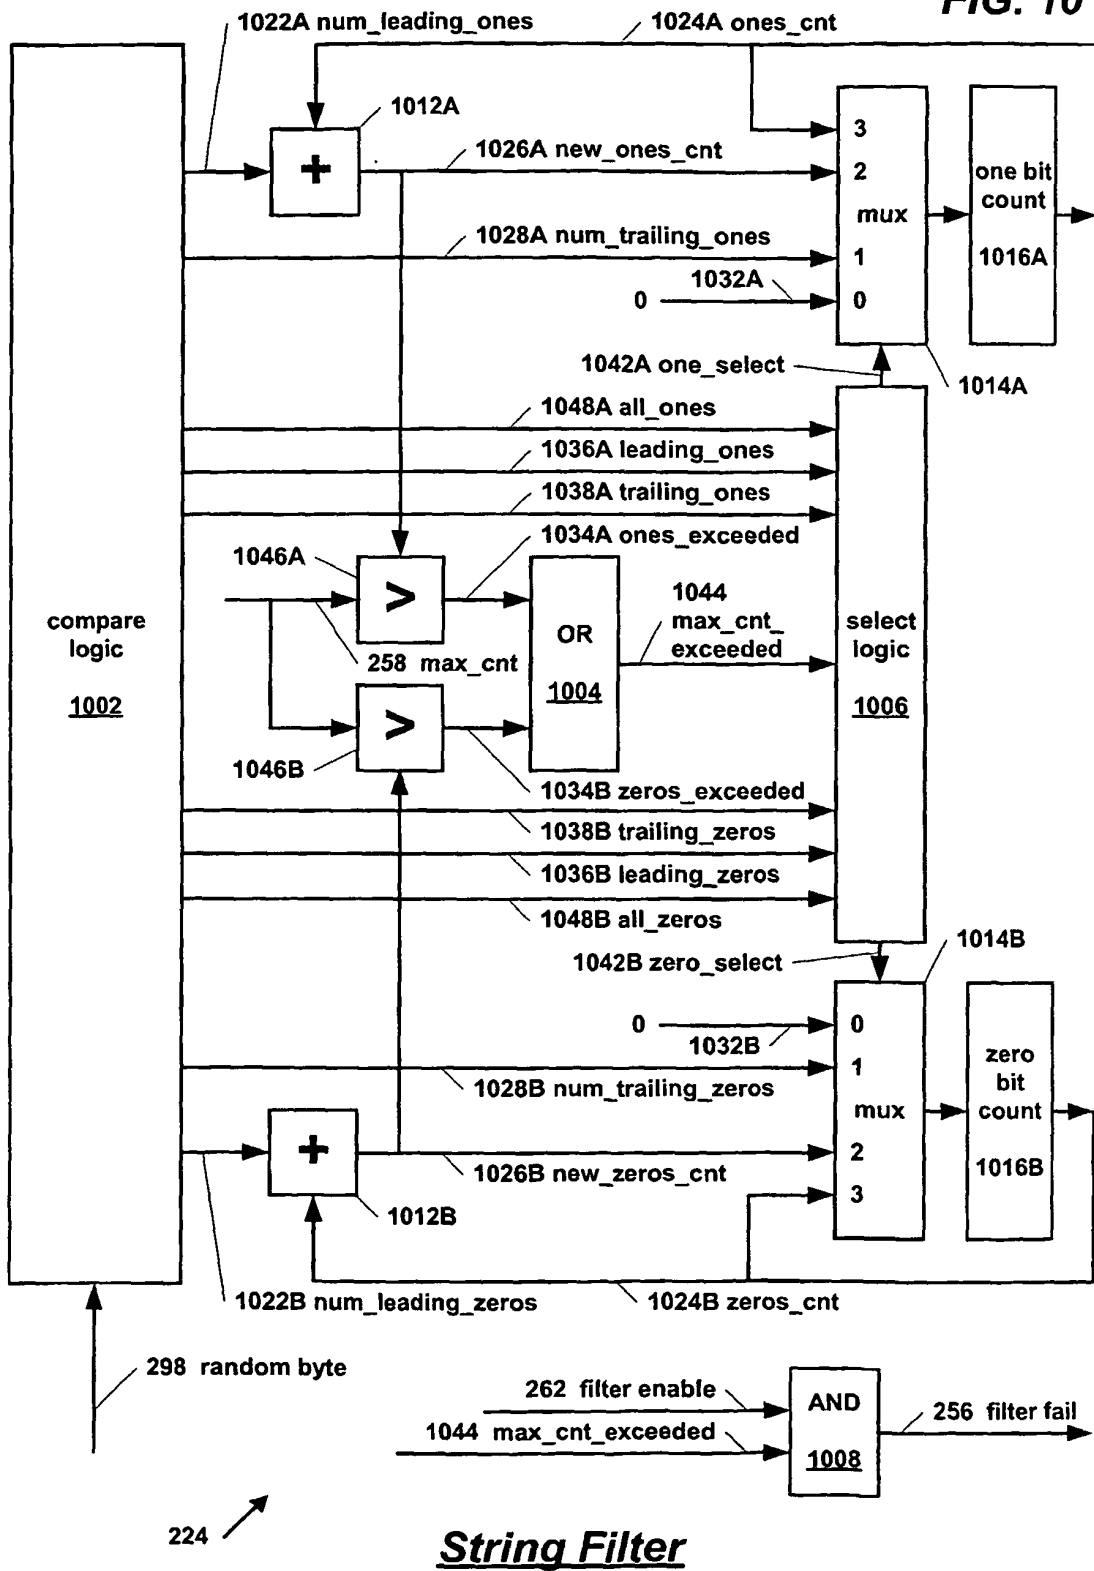 FIG. 10
1022A num_leading_ones
1024A ones_cnt
1012A
+
1026A new_ones_cnt
1028A num_trailing_ones
0
1032A
3
2
mux
1
0
one bit
count
1016A
1042A one_select
1014A
1048A all_ones
1036A leading_ones
1038A trailing_ones
1034A ones_exceeded
1046A
>
258 max_cnt
OR
1004
1044
max_cnt_
exceeded
compare
logic
1002
select
logic
1006
>
1046B
1034B zeros_exceeded
1038B trailing_zeros
1036B leading_zeros
1048B all_zeros
1042B zero_select
1014B
0
1032B
0
1
mux
2
3
zero
bit
count
1016B
1028B num_trailing_zeros
+
1026B new_zeros_cnt
1012B
1022B num_leading_zeros
1024B zeros_cnt
298 random byte
262 filter enable
1044 max_cnt_exceeded
AND
1008
256 filter fail
224
String Filter